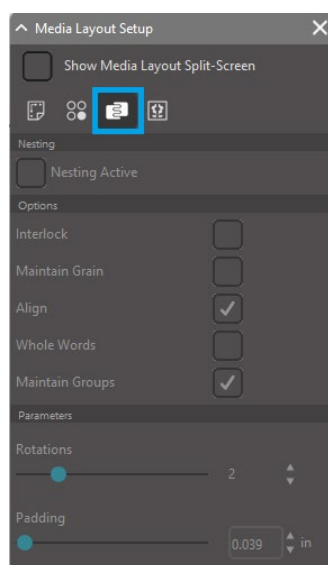 Media Layout Setup
Show Media Layout Split-Screen
Nesting
Nesting Active
Options
Interlock
Maintain Grain
Align
Whole Words
Maintain Groups
Parameters
Rotations
2
Padding
0.039 in